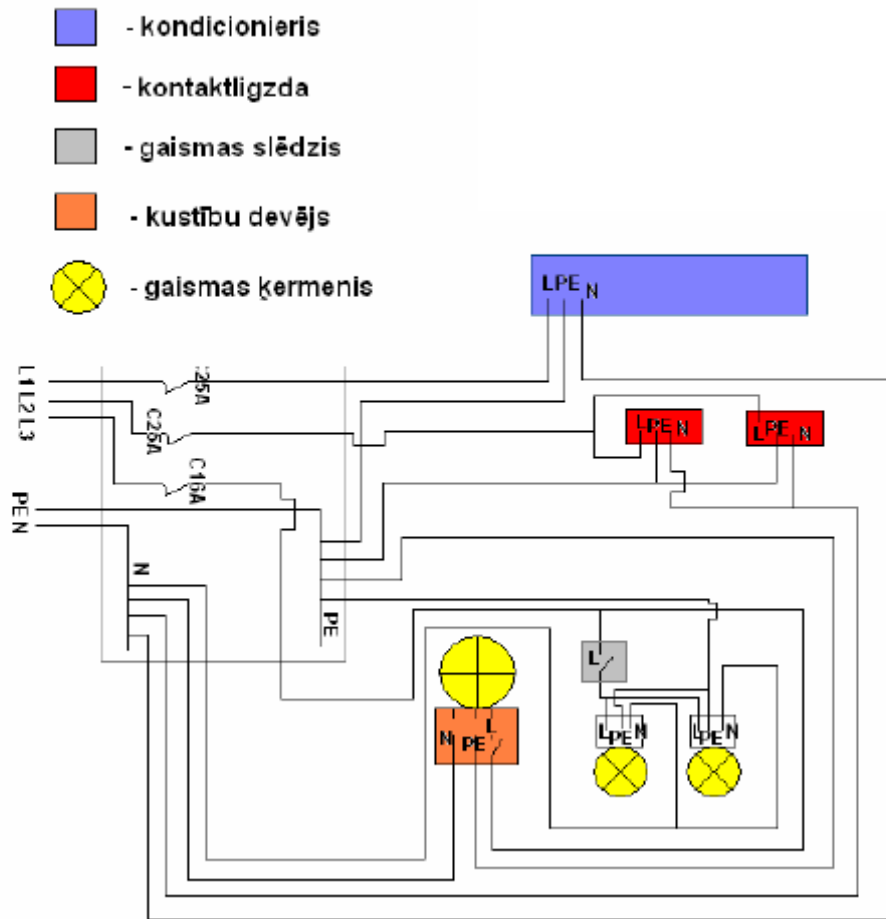 - kondicionieris
- kontaktligzda
- gaismas slēdzis
- kustību devējs
- gaismas ķermenis
L PE N
L1 L2 L3
25A
C25A
C16A
L PE N
L PE N
PE N
N
PE
L
N PE L
L PE N
L PE N